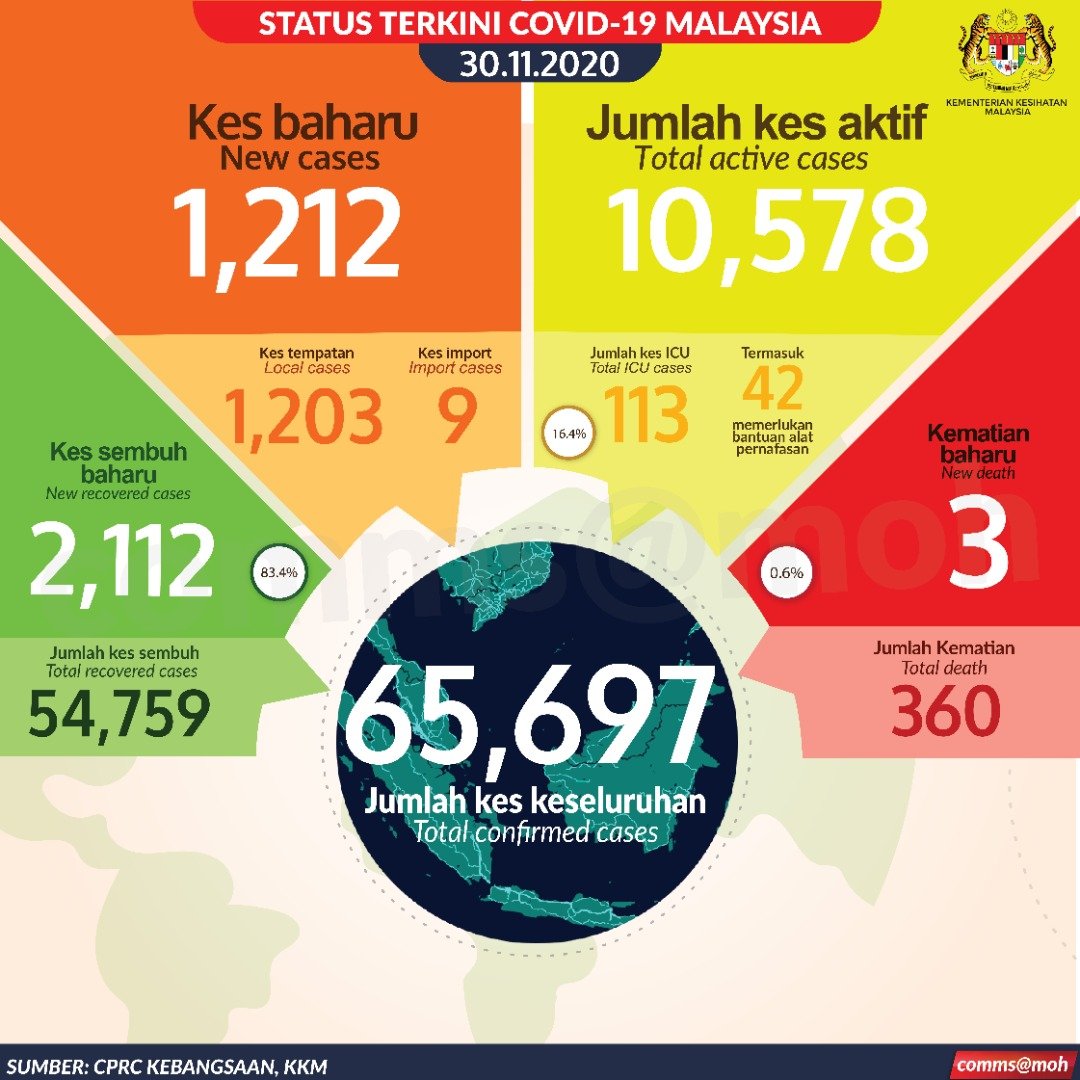 STATUS TERKINI COVID-19 MALAYSIA
30.11.2020
KEMENTERIAN KESIHATAN
MALAYSIA
Kes baharu
New cases
1,212
Jumlah kes aktif
Total active cases
10,578
Kes tempatan
Local cases
1,203
Kes import
Import cases
9
Jumlah kes ICU
Total ICU cases
113
16.4%
Termasuk
42
memerlukan
bantuan alat
pernafasan
Kes sembuh
baharu
New recovered cases
2,112
83.4%
Jumlah kes sembuh
Total recovered cases
54,759
Kematian
baharu
New death
3
0.6%
Jumlah Kematian
Total death
360
65,697
Jumlah kes keseluruhan
Total confirmed cases
comms@moh
SUMBER: CPRC KEBANGSAAN, KKM
comms@moh